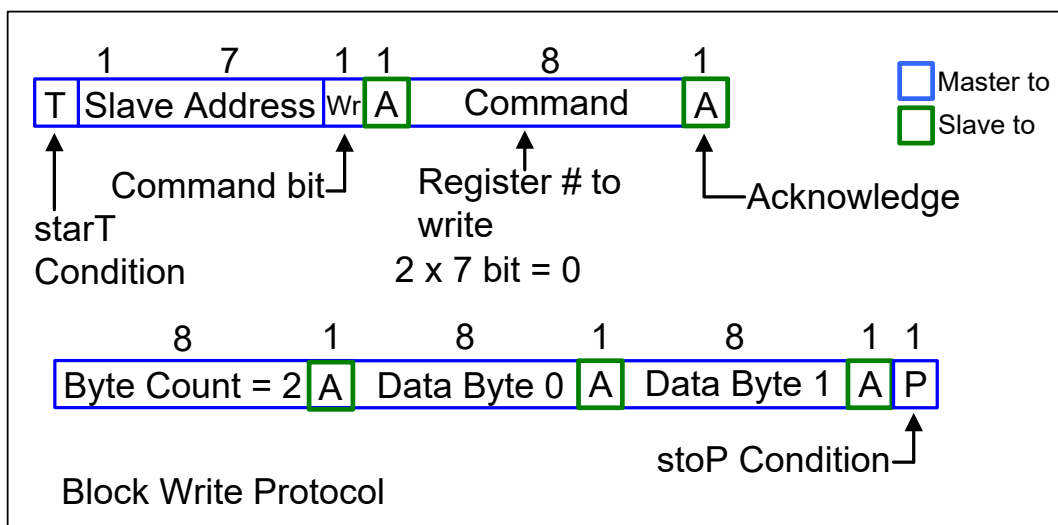 1 7 1 1 8 1
T Slave Address Wr A Command A
Master to
Slave to
Command bit
Register # to
write
Acknowledge
starT
Condition
2 x 7 bit = 0
8 1 8 1 8 1 1
Byte Count = 2 A Data Byte 0 A Data Byte 1 A P
stoP Condition
Block Write Protocol